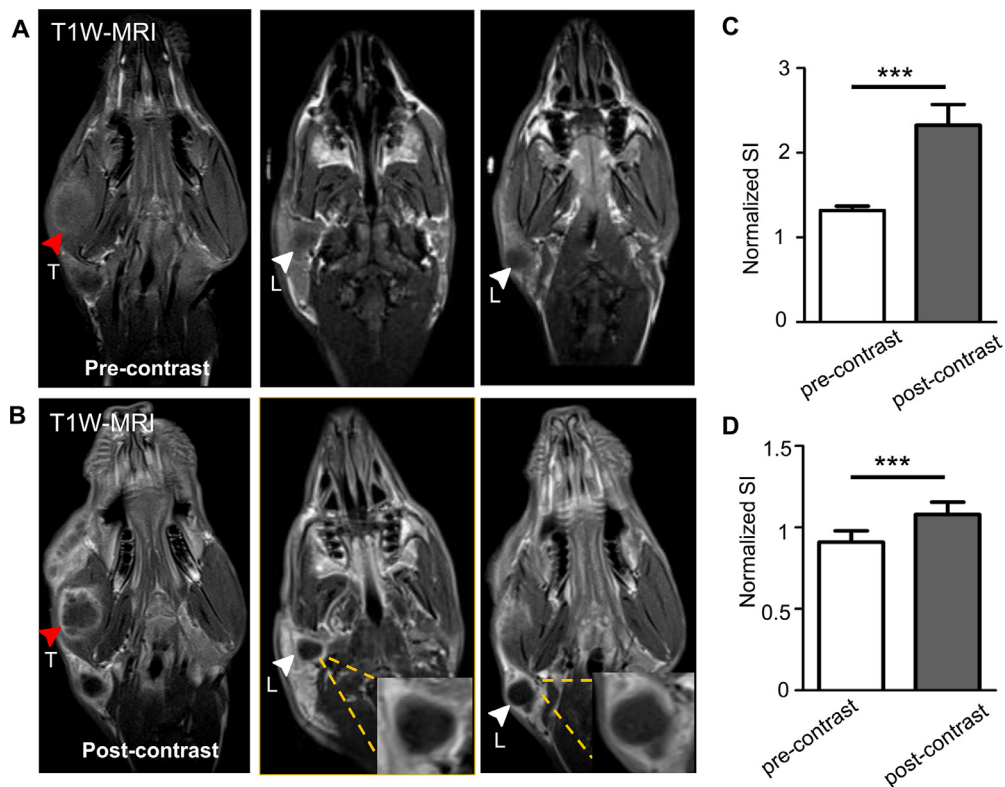 A
T1W-MRI
T
Pre-contrast
L
L
B
T1W-MRI
T
Post-contrast
L
L
C
***
3
2
1
0
Normalized SI
pre-contrast
post-contrast
D
***
1.5
1
0.5
0
Normalized SI
pre-contrast
post-contrast